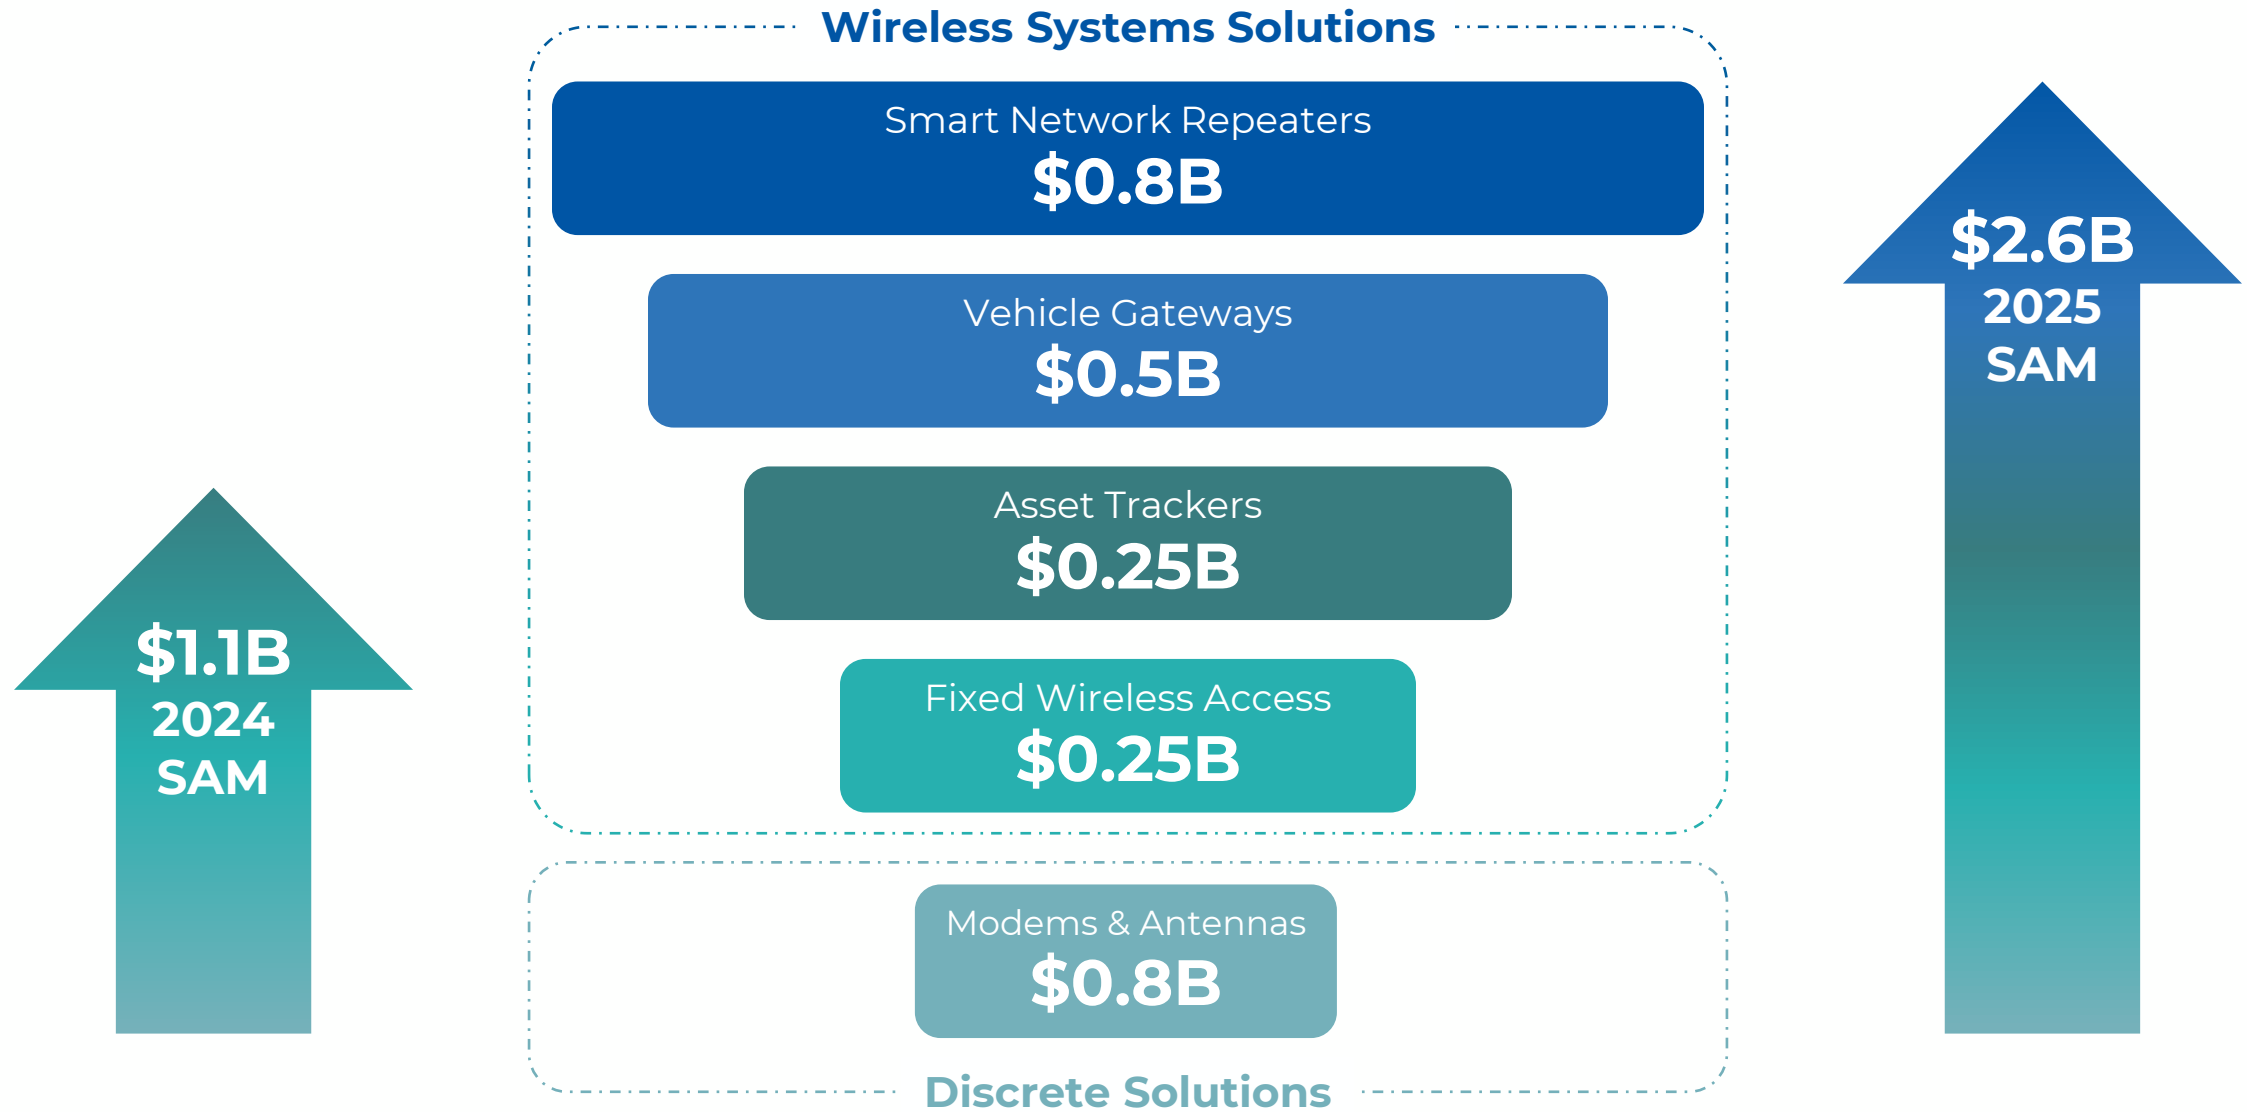 Wireless Systems Solutions
Smart Network Repeaters
$0.8B
Vehicle Gateways
$0.5B
Asset Trackers
$0.25B
Fixed Wireless Access
$0.25B
Modems & Antennas
$0.8B
Discrete Solutions
$1.1B
2024
SAM
$2.6B
2025
SAM